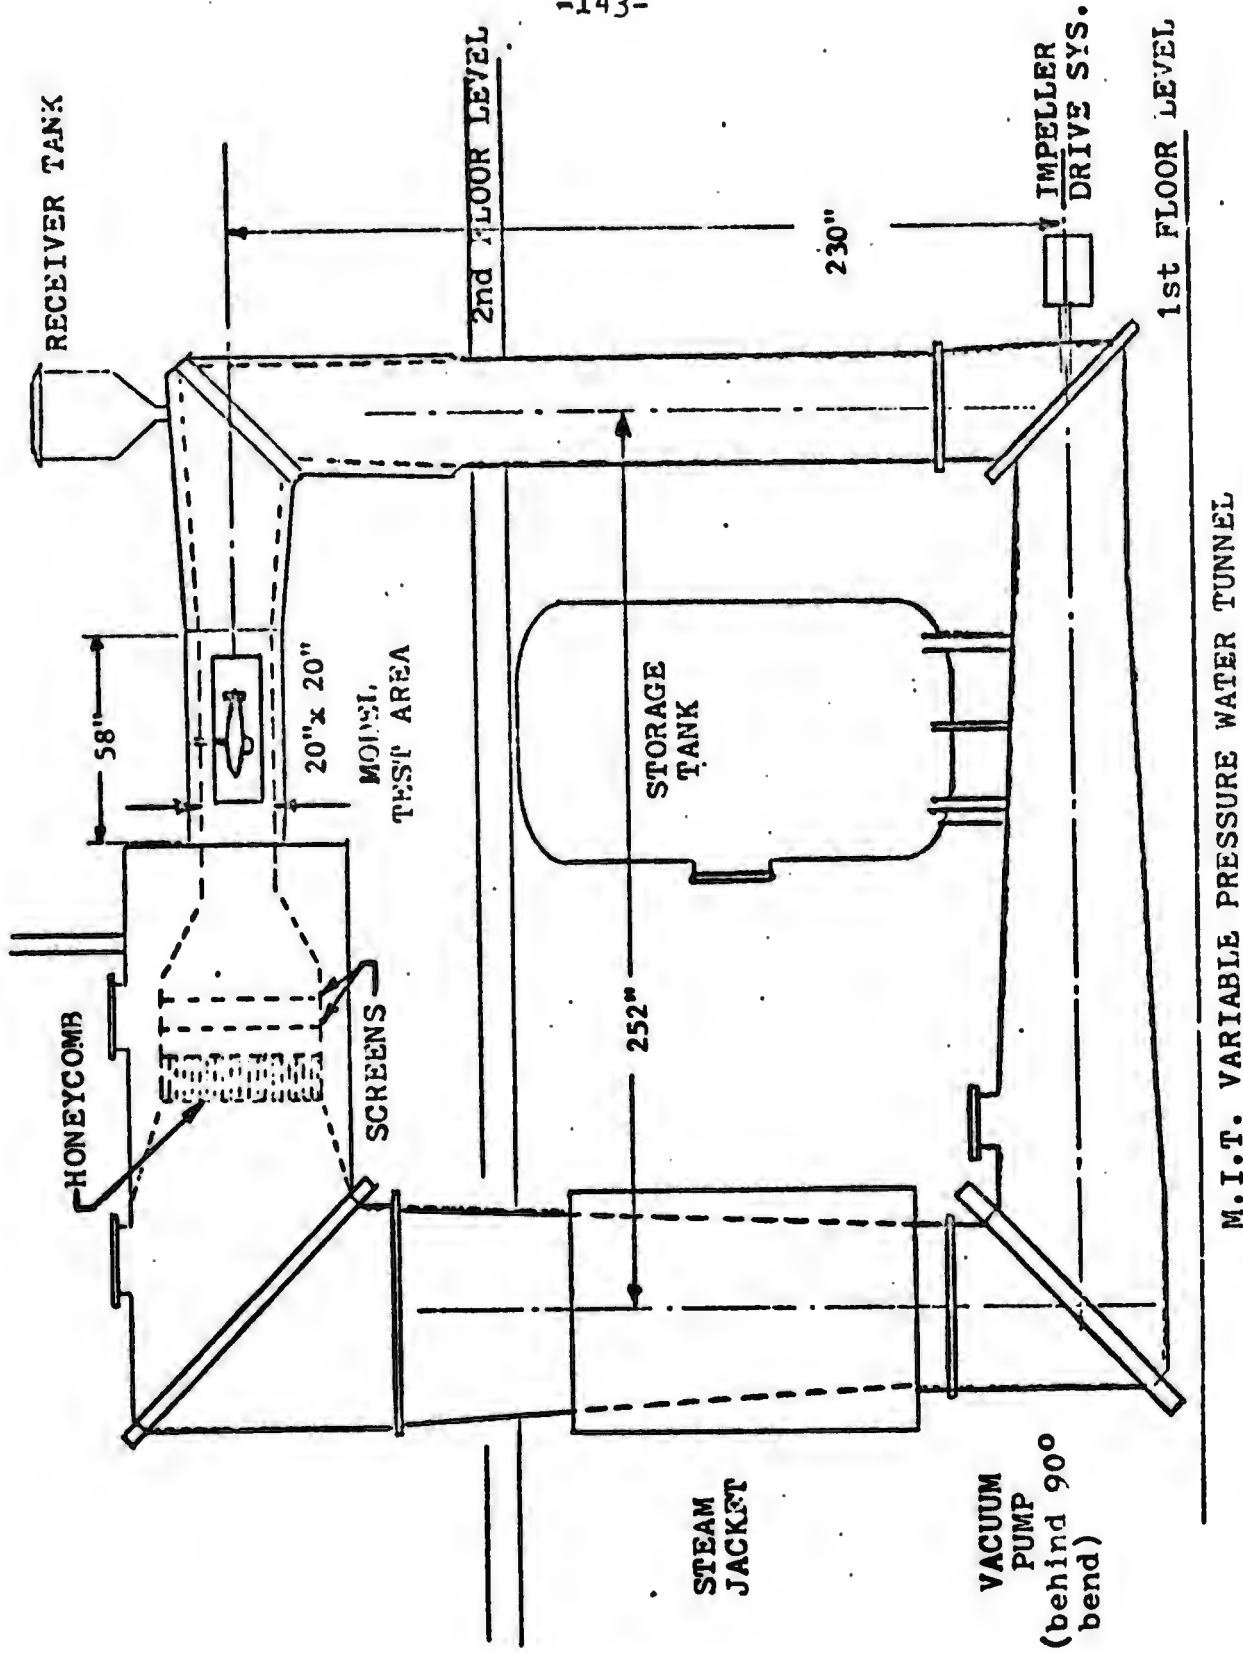 -143-
RECEIVER TANK
HONEYCOMB
58"
20"x 20"
MODEL
TEST AREA
SCREENS
2nd FLOOR LEVEL
STORAGE
TANK
252"
230"
IMPELLER
DRIVE SYS.
STEAM
JACKET
VACUUM
PUMP
(behind 90°
bend)
1st FLOOR LEVEL
M.I.T. VARIABLE PRESSURE WATER TUNNEL